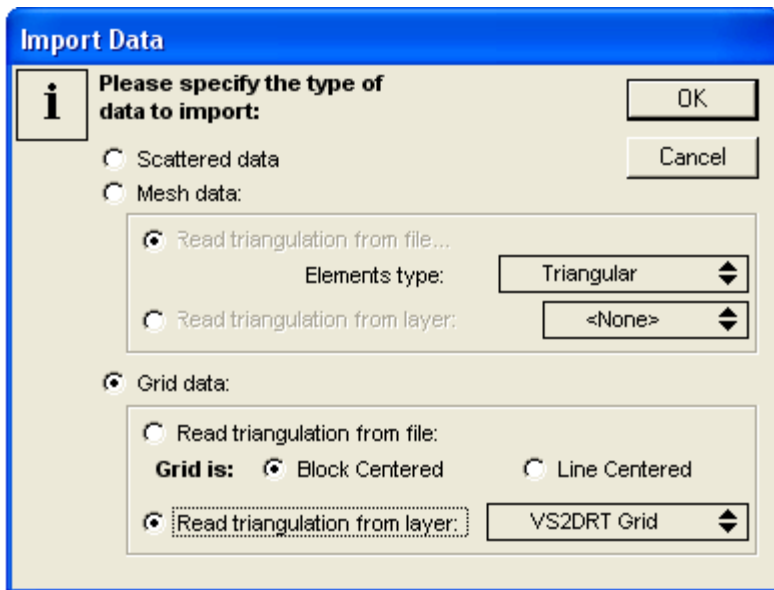 Import Data
i
Please specify the type of
data to import:
OK
Cancel
Scattered data
Mesh data:
Read triangulation from file...
Elements type: Triangular
Read triangulation from layer: <None>
Grid data:
Read triangulation from file:
Grid is: Block Centered Line Centered
Read triangulation from layer: VS2DRT Grid